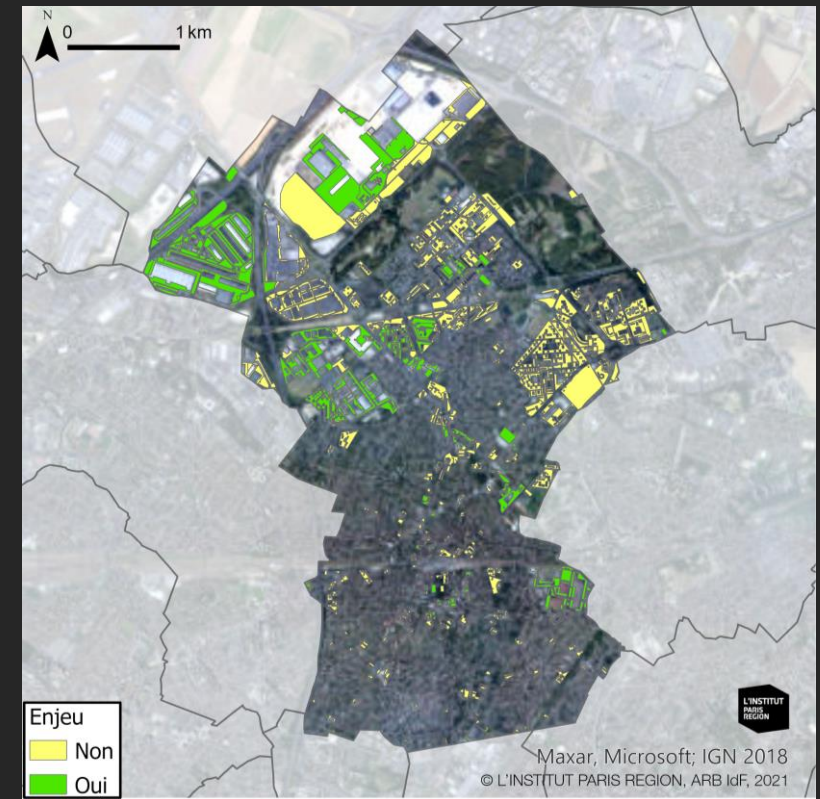 N
0 1 km
Enjeu
Non
Oui
L'INSTITUT
PARIS
REGION
Maxar, Microsoft; IGN 2018
© L'INSTITUT PARIS REGION, ARB IdF, 2021